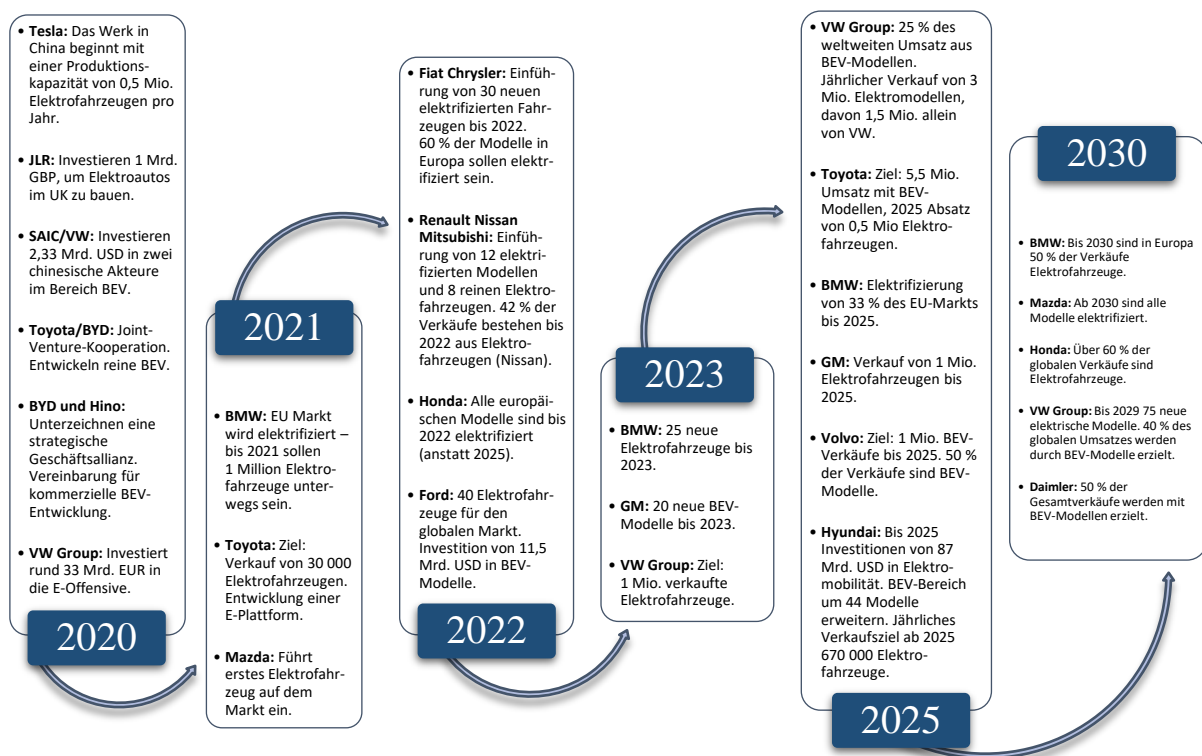 • Tesla: Das Werk in
China beginnt mit
einer Produktions-
kapazität von 0,5 Mio.
Elektrofahrzeugen pro
Jahr.
• JLR: Investieren 1 Mrd.
GBP, um Elektroautos
im UK zu bauen.
• SAIC/VW: Investieren
2,33 Mrd. USD in zwei
chinesische Akteure
im Bereich BEV.
• Toyota/BYD: Joint-
Venture-Kooperation.
Entwickeln reine BEV.
• BYD und Hino:
Unterzeichnen eine
strategische
Geschäftsallianz.
Vereinbarung für
kommerzielle BEV-
Entwicklung.
• VW Group: Investiert
rund 33 Mrd. EUR in
die E-Offensive.
2020
2021
• BMW: EU Markt
wird elektrifiziert –
bis 2021 sollen
1 Million Elektro-
fahrzeuge unter-
wegs sein.
• Toyota: Ziel:
Verkauf von 30 000
Elektrofahrzeugen.
Entwicklung einer
E-Plattform.
• Mazda: Führt
erstes Elektrofahr-
zeug auf dem
Markt ein.
• Fiat Chrysler: Einfüh-
rung von 30 neuen
elektrifizierten Fahr-
zeugen bis 2022.
60 % der Modelle in
Europa sollen elektr-
ifiziert sein.
• Renault Nissan
Mitsubishi: Einfüh-
rung von 12 elektri-
fizierten Modellen
und 8 reinen Elektro-
fahrzeugen. 42 % der
Verkäufe bestehen bis
2022 aus Elektro-
fahrzeugen (Nissan).
• Honda: Alle europäi-
schen Modelle sind bis
2022 elektrifiziert
(anstatt 2025).
• Ford: 40 Elektrofahr-
zeuge für den
globalen Markt.
Investition von 11,5
Mrd. USD in BEV-
Modelle.
2022
2023
• BMW: 25 neue
Elektrofahrzeuge bis
2023.
• GM: 20 neue BEV-
Modelle bis 2023.
• VW Group: Ziel:
1 Mio. verkaufte
Elektrofahrzeuge.
• VW Group: 25 % des
weltweiten Umsatz aus
BEV-Modellen.
Jährlicher Verkauf von 3
Mio. Elektromodellen,
davon 1,5 Mio. allein
von VW.
• Toyota: Ziel: 5,5 Mio.
Umsatz mit BEV-
Modellen, 2025 Absatz
von 0,5 Mio Elektro-
fahrzeugen.
• BMW: Elektrifizierung
von 33 % des EU-Markts
bis 2025.
• GM: Verkauf von 1 Mio.
Elektrofahrzeugen bis
2025.
• Volvo: Ziel: 1 Mio. BEV-
Verkäufe bis 2025. 50 %
der Verkäufe sind BEV-
Modelle.
• Hyundai: Bis 2025
Investitionen von 87
Mrd. USD in Elektro-
mobilität. BEV-Bereich
um 44 Modelle
erweitern. Jährliches
Verkaufsziel ab 2025
670 000 Elektro-
fahrzeuge.
2025
2030
• BMW: Bis 2030 sind in Europa
50 % der Verkäufe
Elektrofahrzeuge.
• Mazda: Ab 2030 sind alle
Modelle elektrifiziert.
• Honda: Über 60 % der
globalen Verkäufe sind
Elektrofahrzeuge.
• VW Group: Bis 2029 75 neue
elektrische Modelle. 40 % des
globalen Umsatzes werden
durch BEV-Modelle erzielt.
• Daimler: 50 % der
Gesamtverkäufe werden mit
BEV-Modellen erzielt.